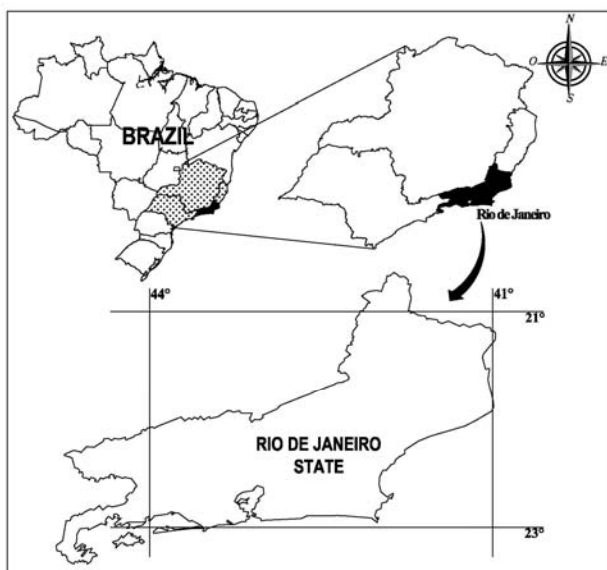 N
O
E
S
BRAZIL
Rio de Janeiro
44°
41°
21°
RIO DE JANEIRO
STATE
23°